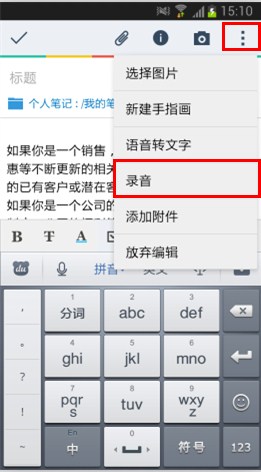 15:10
标题
个人笔记:/我的笔
选择图片
新建手指画
语音转文字
录音
添加附件
放弃编辑
如果你是一个销售，
惠等不断更新的相关
的已有客户或潜在客
如果你是一个公司的
B T A
du 拼音
, 1 分词 2 abc 3 def
。 4 ghi 5 jkl 6 mno
? 7 pqrs 8 tuv 9 wxyz
! En 中 0 符号 123
~